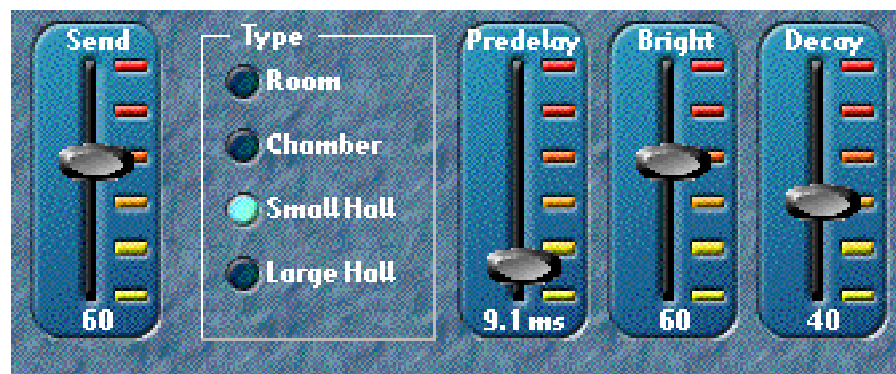 Send
60
Type
Room
Chamber
Small Hall
Large Hall
Predelay
9.1 ms
Bright
60
Decay
40